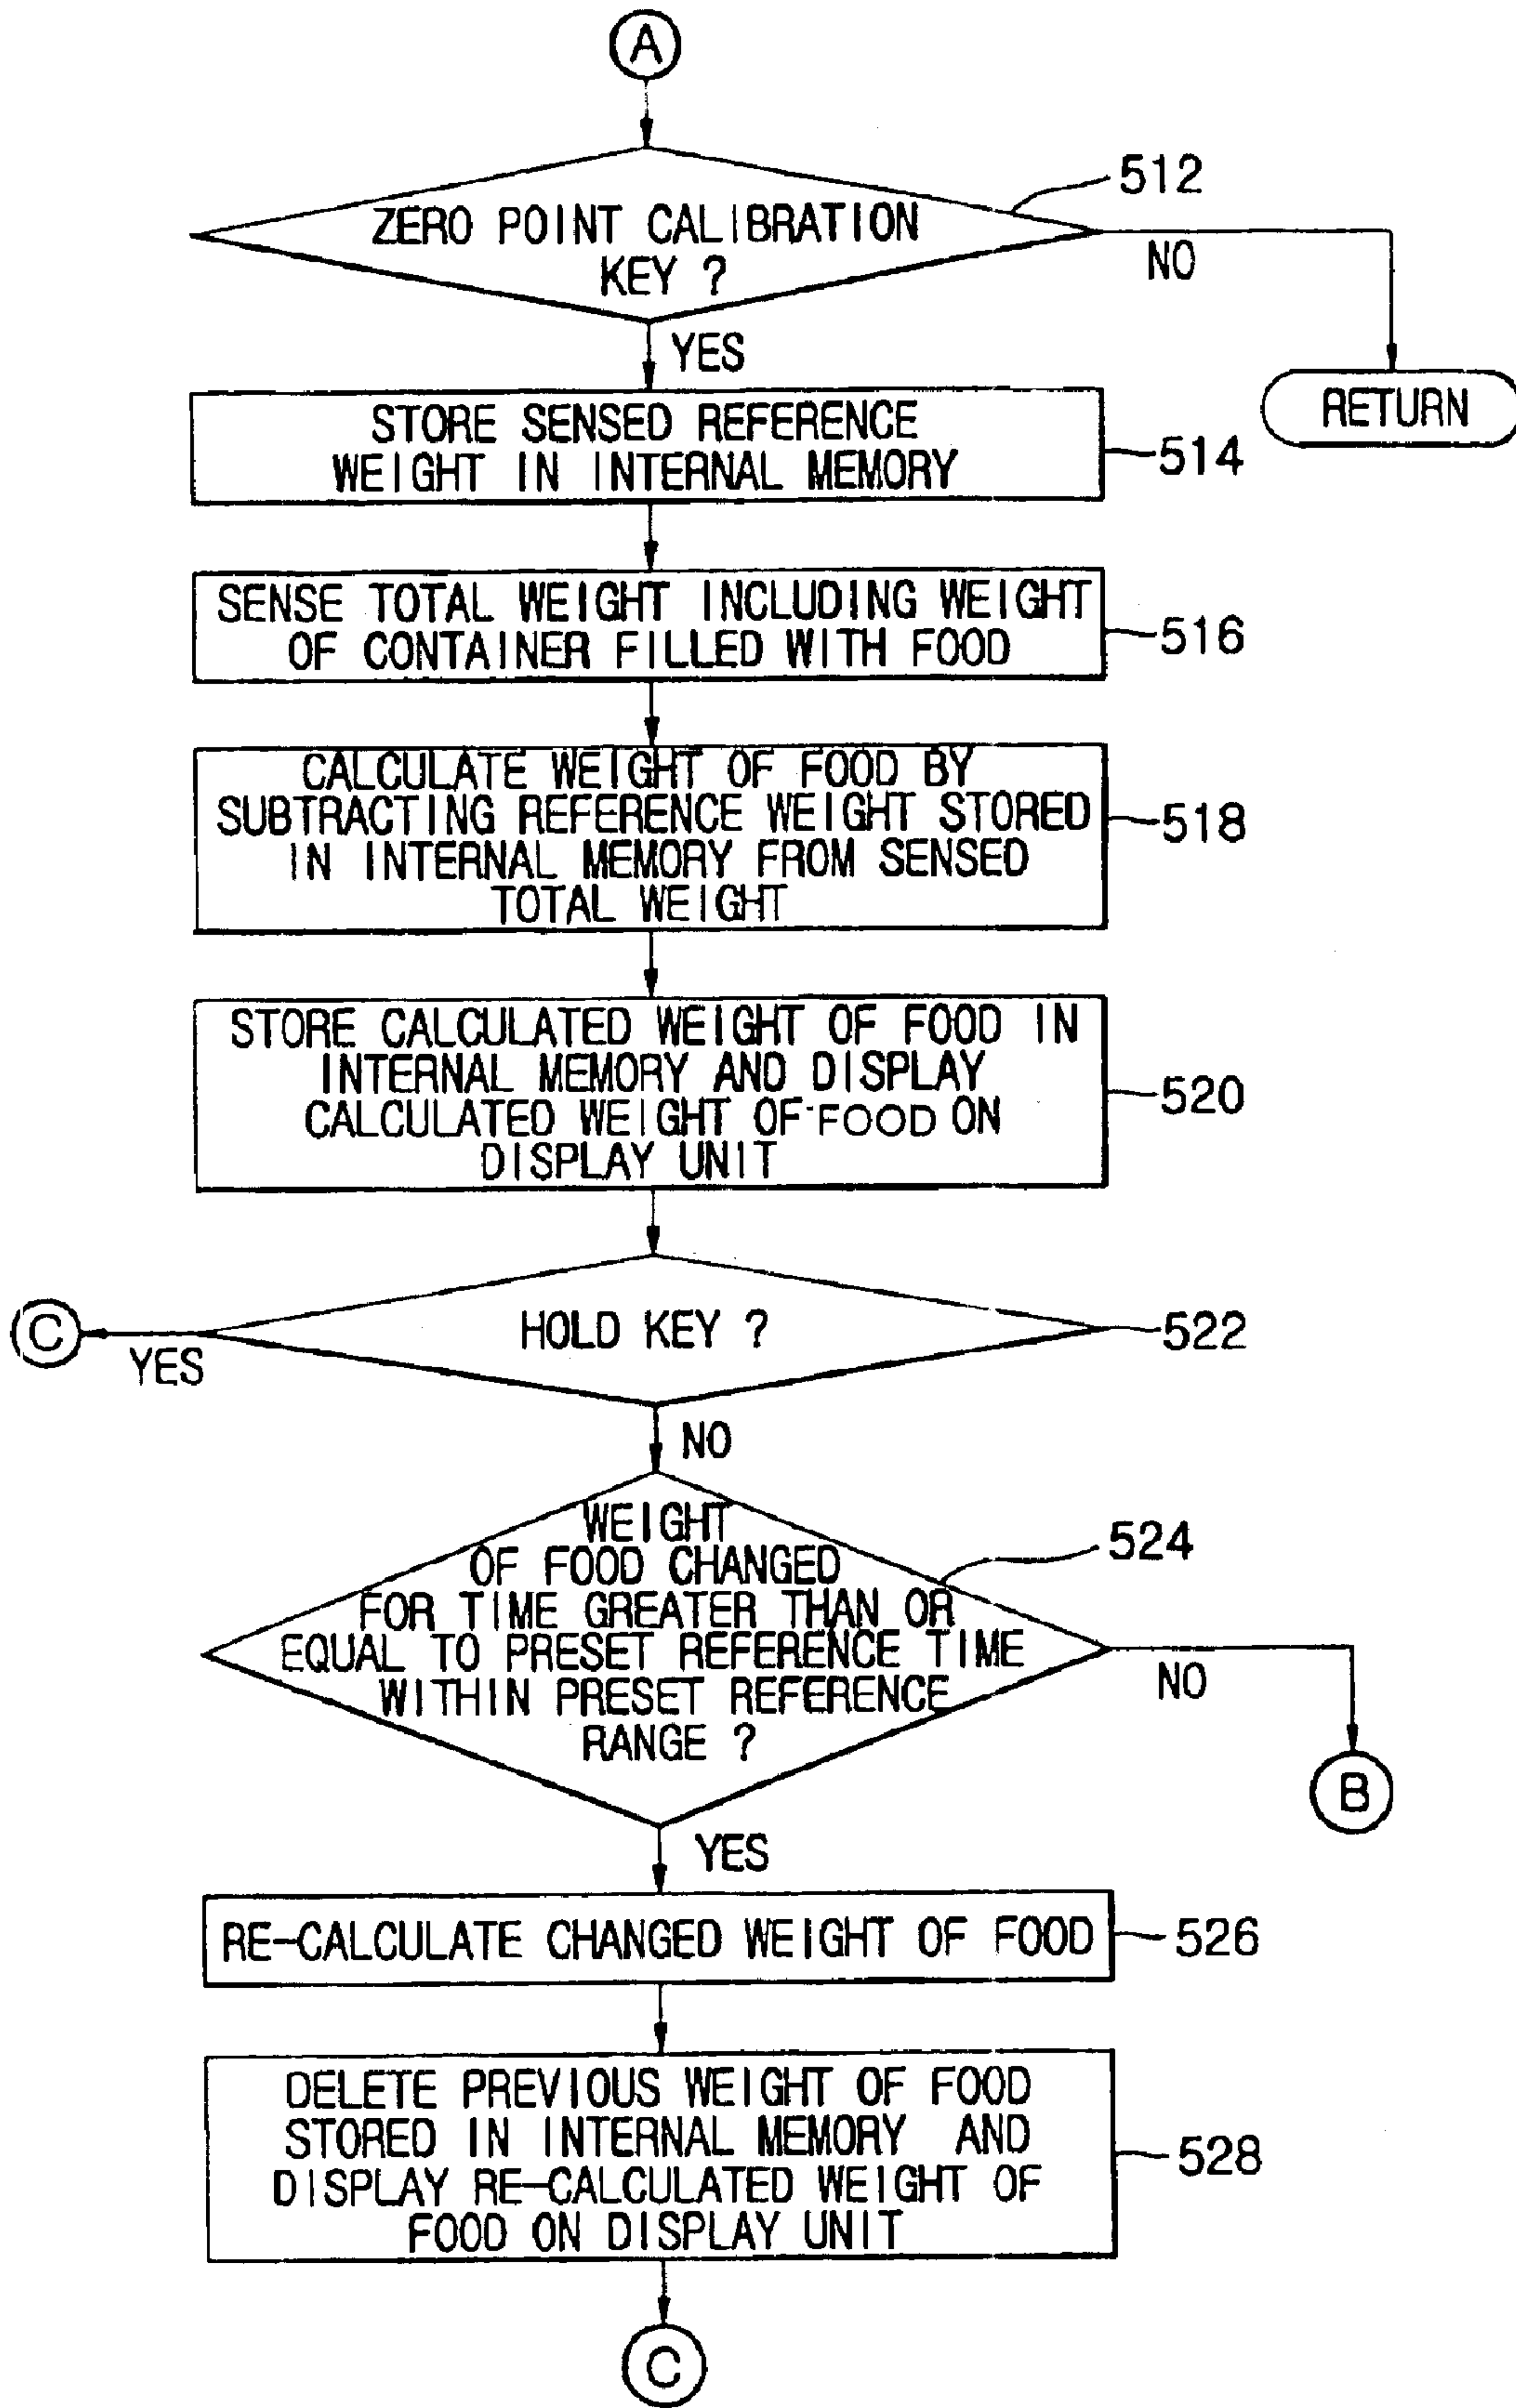 A
512
ZERO POINT CALIBRATION
KEY ?
NO
YES
RETURN
STORE SENSED REFERENCE
WEIGHT IN INTERNAL MEMORY
514
SENSE TOTAL WEIGHT INCLUDING WEIGHT
OF CONTAINER FILLED WITH FOOD
516
CALCULATE WEIGHT OF FOOD BY
SUBTRACTING REFERENCE WEIGHT STORED
IN INTERNAL MEMORY FROM SENSED
TOTAL WEIGHT
518
STORE CALCULATED WEIGHT OF FOOD IN
INTERNAL MEMORY AND DISPLAY
CALCULATED WEIGHT OF FOOD ON
DISPLAY UNIT
520
HOLD KEY ?
522
C
YES
NO
WEIGHT
OF FOOD CHANGED
FOR TIME GREATER THAN OR
EQUAL TO PRESET REFERENCE TIME
WITHIN PRESET REFERENCE
RANGE ?
524
NO
B
YES
RE-CALCULATE CHANGED WEIGHT OF FOOD
526
DELETE PREVIOUS WEIGHT OF FOOD
STORED IN INTERNAL MEMORY AND
DISPLAY RE-CALCULATED WEIGHT OF
FOOD ON DISPLAY UNIT
528
C